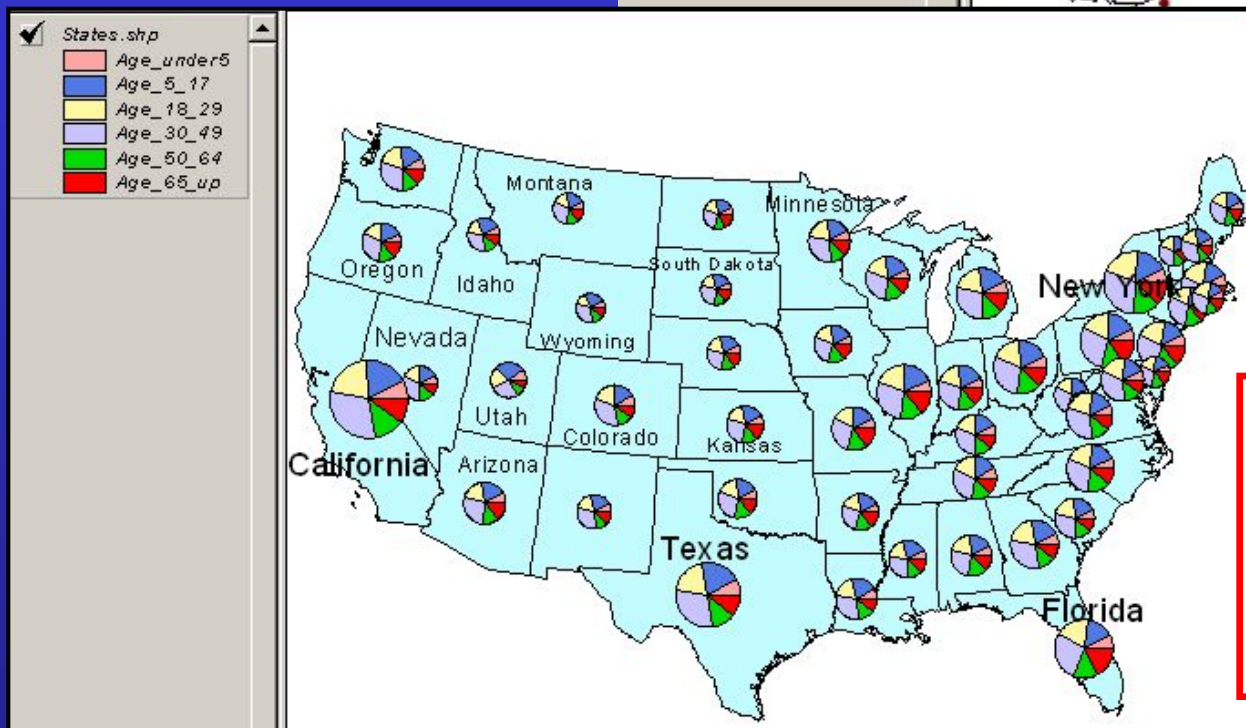 States.shp
Age_under5
Age_5_17
Age_18_29
Age_30_49
Age_50_64
Age_65_up
Montana
Minnesota
Oregon
Idaho
South Dakota
New York
Nevada
Wyoming
Utah
Colorado
Kansas
California
Arizona
Texas
Florida